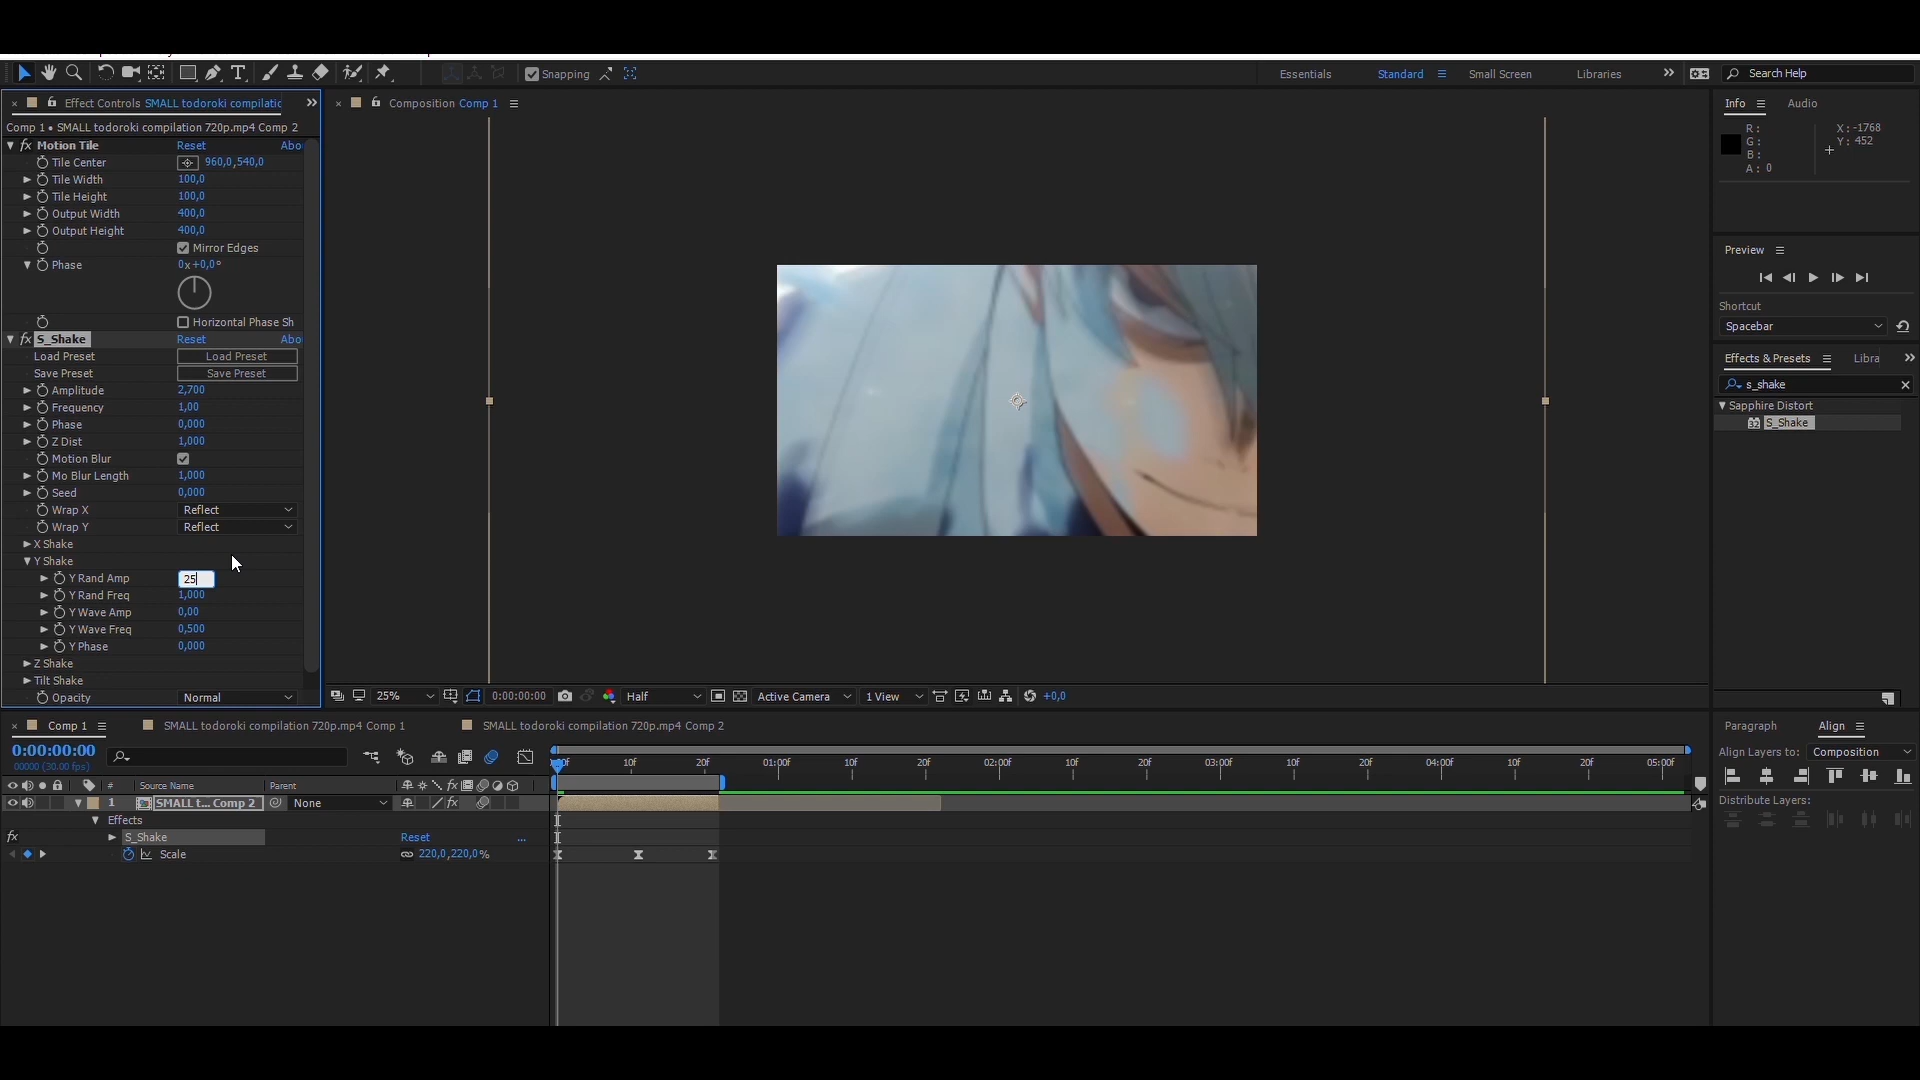 Snapping
Essentials
Standard
Small Screen
Libraries
Search Help
Effect Controls SMALL todoroki compilatic
Composition Comp 1
Info
Audio
Comp 1 • SMALL todoroki compilation 720p.mp4 Comp 2
R :
G :
B :
A : 0
X : -1768
Y : 452
fx Motion Tile Reset Abo
Tile Center 960,0,540,0
Tile Width 100,0
Tile Height 100,0
Output Width 400,0
Output Height 400,0
Mirror Edges
Phase 0x+0,0°
Horizontal Phase Sh
fx S_Shake Reset Abo
Load Preset Load Preset
Save Preset Save Preset
Amplitude 2,700
Frequency 1,00
Phase 0,000
Z Dist 1,000
Motion Blur
Mo Blur Length 1,000
Seed 0,000
Wrap X Reflect
Wrap Y Reflect
X Shake
Y Shake
Y Rand Amp 25
Y Rand Freq 1,000
Y Wave Amp 0,00
Y Wave Freq 0,500
Y Phase 0,000
Z Shake
Tilt Shake
Opacity Normal
Preview
Shortcut
Spacebar
Effects & Presets
Libra
s_shake
Sapphire Distort
32 S_Shake
25%
0:00:00:00
Half
Active Camera
1 View
+0,0
Comp 1
SMALL todoroki compilation 720p.mp4 Comp 1
SMALL todoroki compilation 720p.mp4 Comp 2
0:00:00:00
00000 (30.00 fps)
10f 20f 01:00f 10f 20f 02:00f 10f 20f 03:00f 10f 20f 04:00f 10f 20f 05:00f
# Source Name Parent
fx
1 SMALL t... Comp 2 None
fx
Effects
fx S_Shake Reset ...
Scale 220,0,220,0%
Paragraph
Align
Align Layers to: Composition
Distribute Layers: